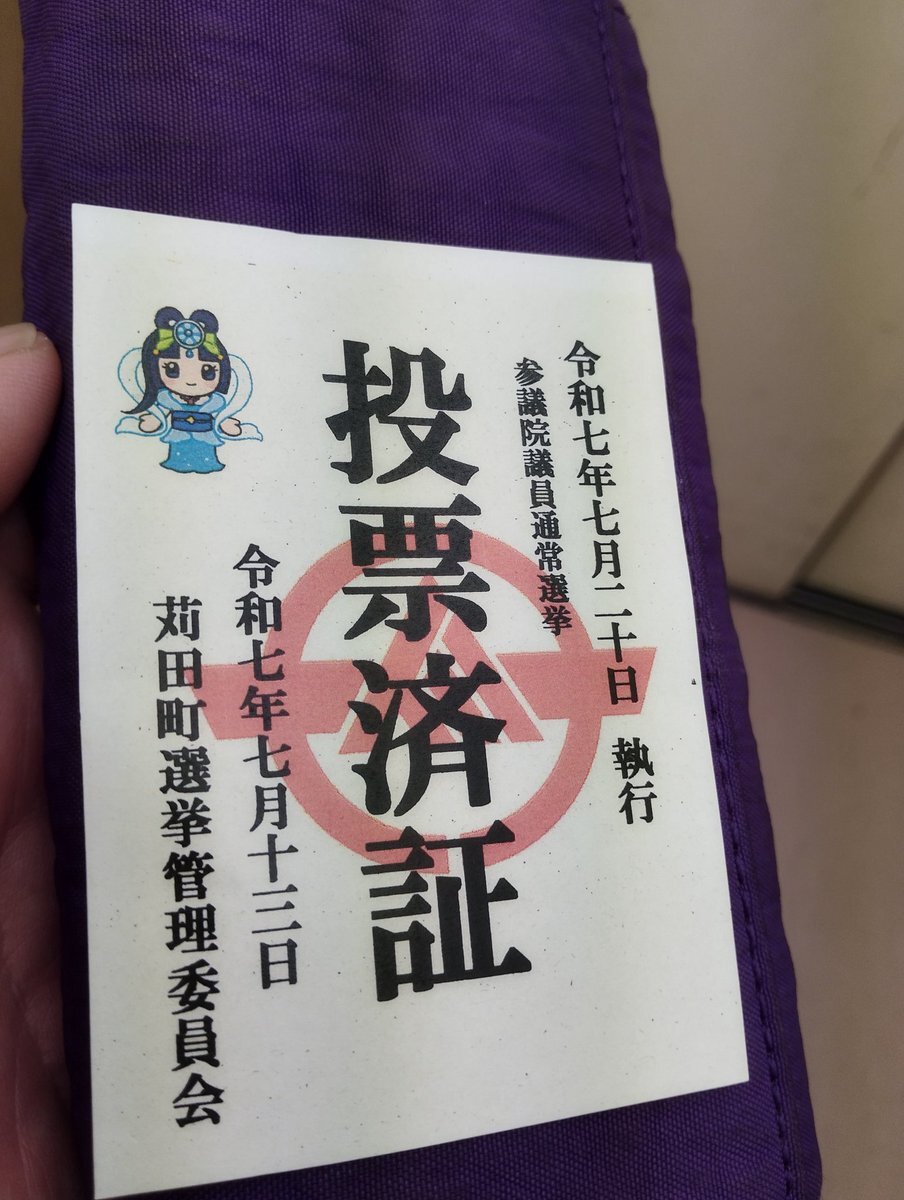 令和七年七月二十日 執行
参議院議員通常選挙
投票済証
令和七年七月十三日
苅田町選挙管理委員会